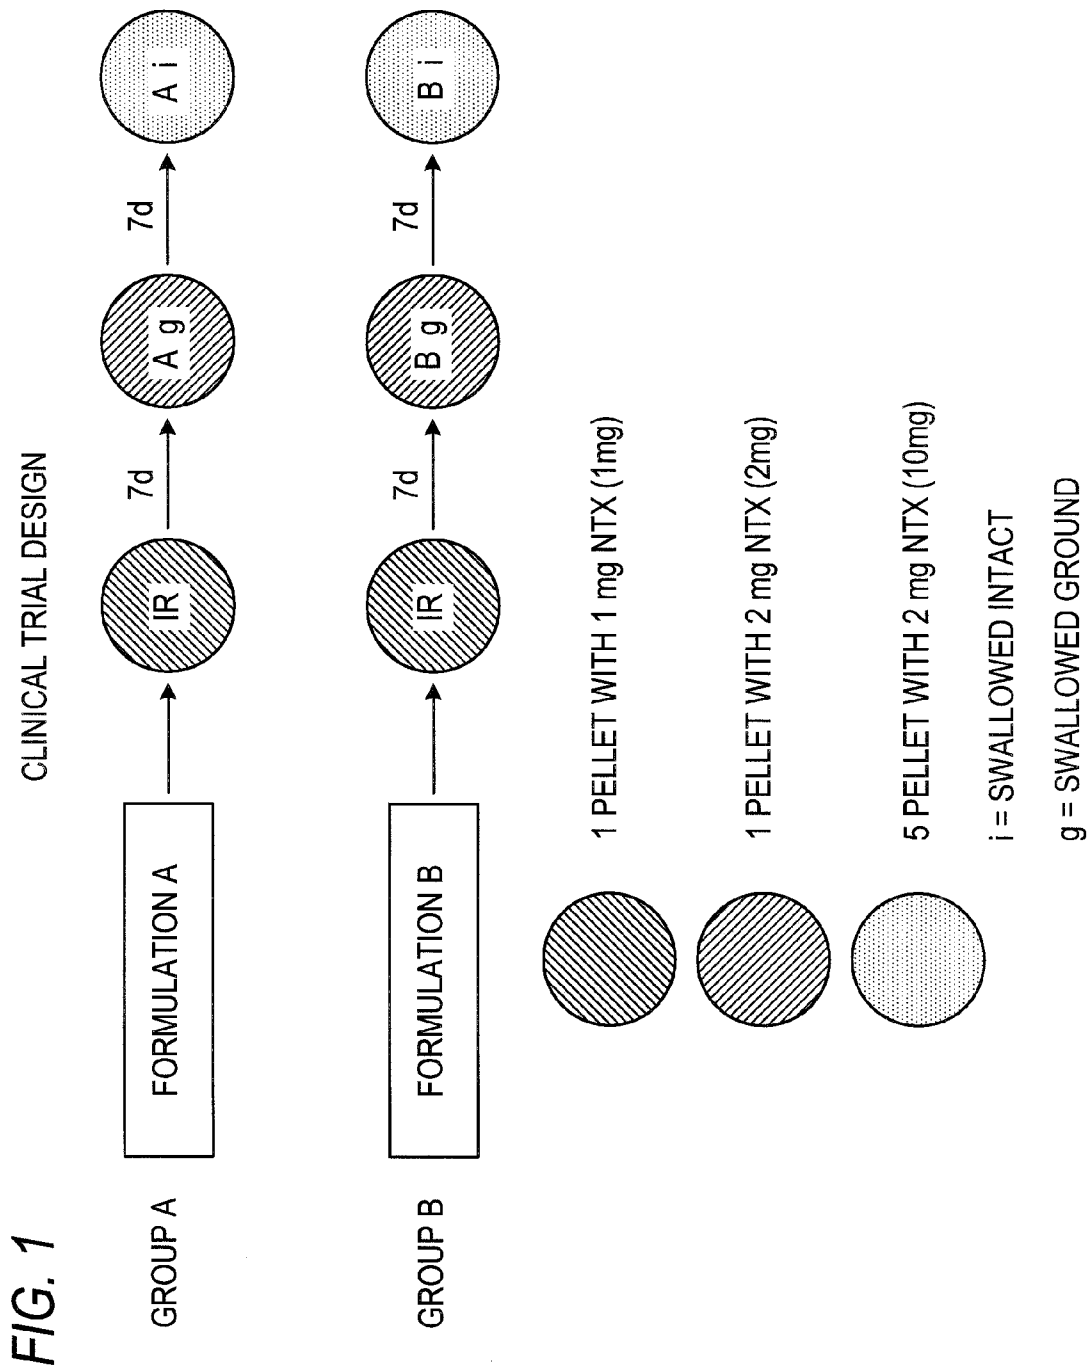 FIG. 1
CLINICAL TRIAL DESIGN
GROUP A
FORMULATION A
IR
7d
A g
7d
A i
GROUP B
FORMULATION B
IR
7d
B g
7d
B i
1 PELLET WITH 1 mg NTX (1mg)
1 PELLET WITH 2 mg NTX (2mg)
5 PELLET WITH 2 mg NTX (10mg)
i = SWALLOWED INTACT
g = SWALLOWED GROUND